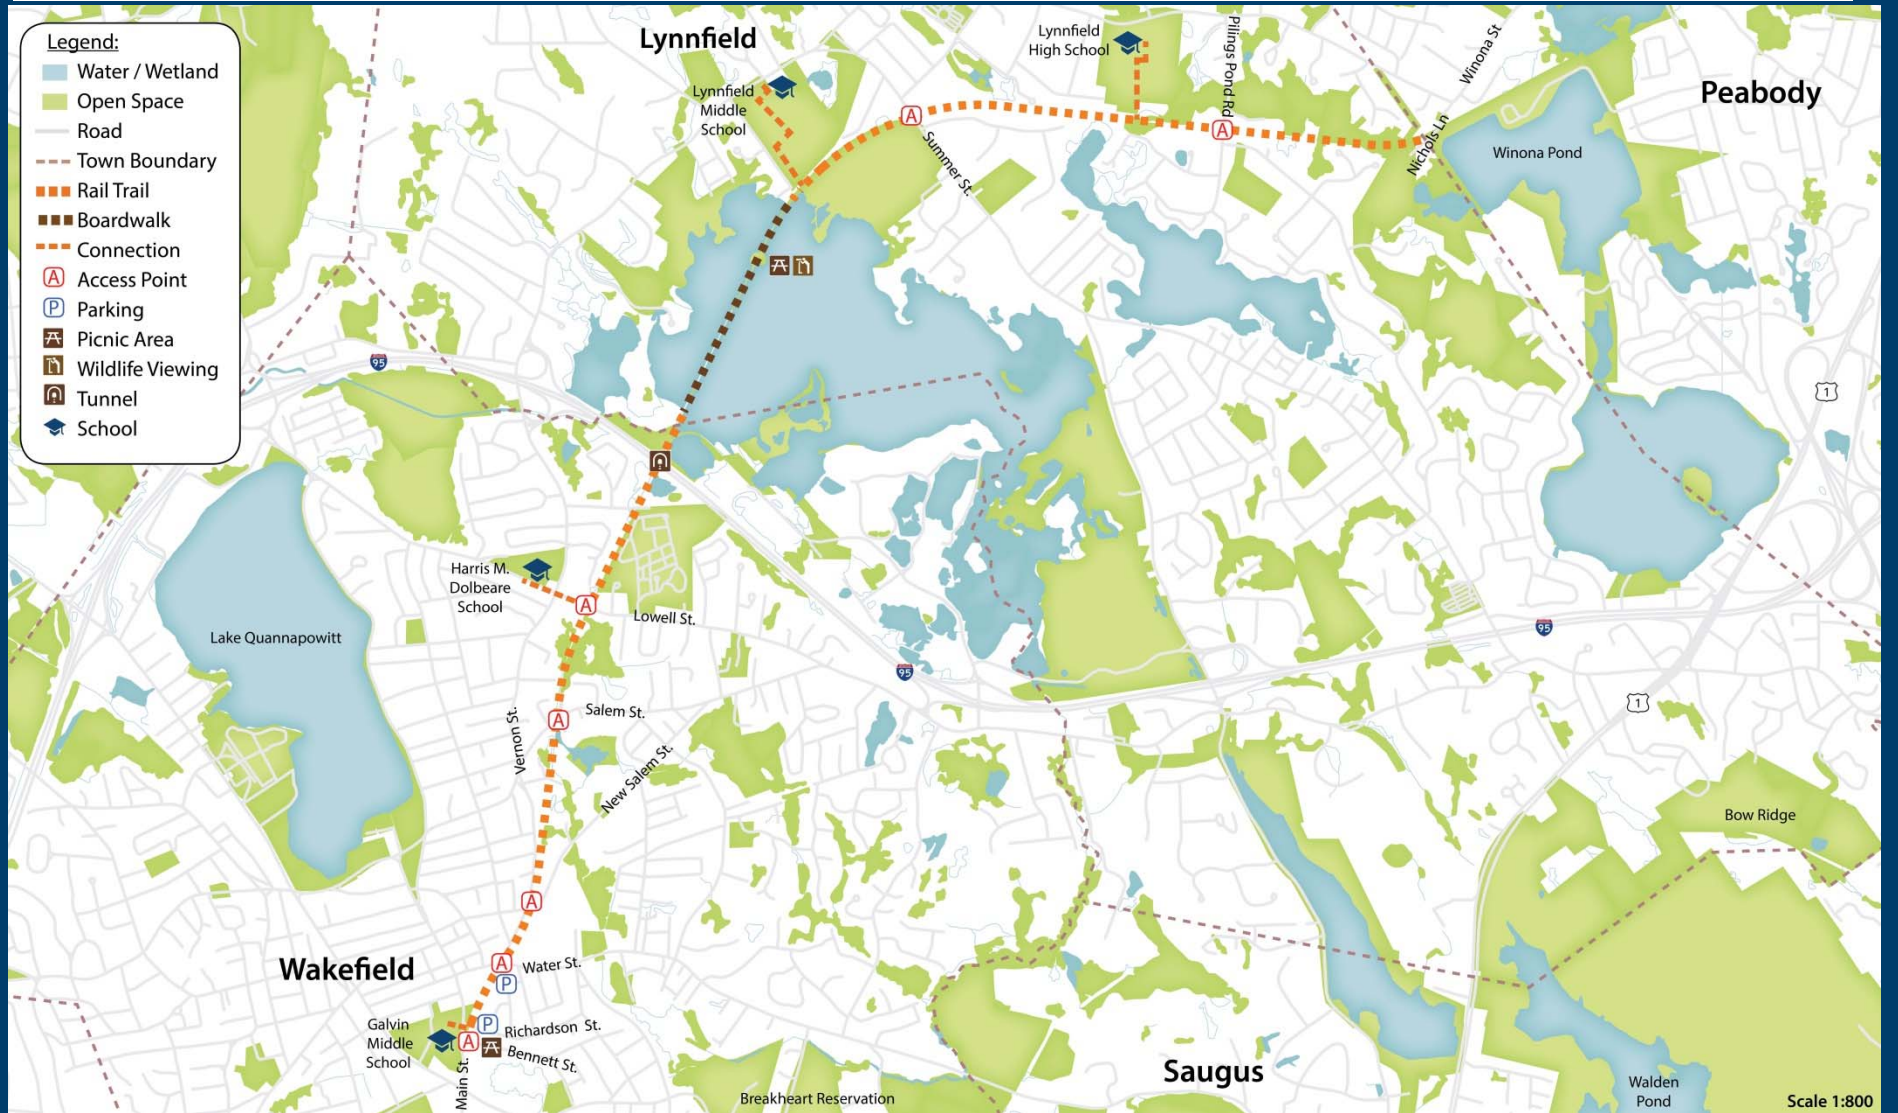 Legend:
Water / Wetland
Open Space
Road
Town Boundary
Rail Trail
Boardwalk
Connection
A Access Point
P Parking
Picnic Area
Wildlife Viewing
Tunnel
School
Lynnfield
Lynnfield
High School
Pillings Pond Rd
Winona St
Peabody
Lynnfield
Middle
School
A
Summer St.
A
Nichols Ln
Winona Pond
95
1
Harris M.
Dolbeare
School
A
Lowell St.
Lake Quannapowitt
95
95
1
Vernon St.
A
Salem St.
New Salem St.
Bow Ridge
A
Wakefield
A
Water St.
P
Galvin
Middle
School
P
Richardson St.
A
Bennett St.
Main St.
Saugus
Breakheart Reservation
Walden
Pond
Scale 1:800